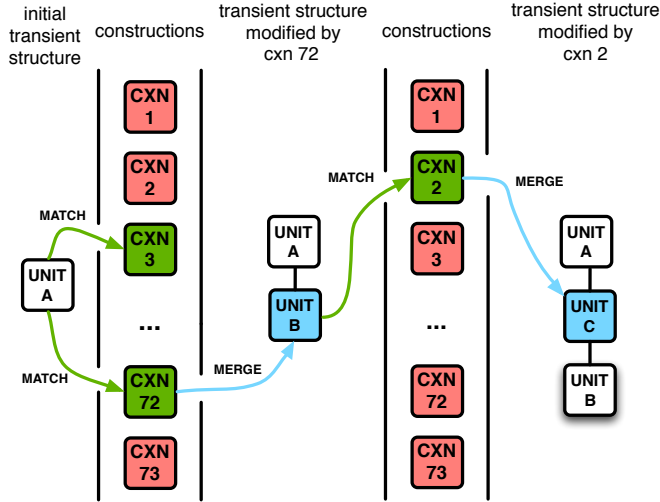 initial
transient
structure
constructions
transient structure
modified by
cxn 72
constructions
transient structure
modified by
cxn 2
MATCH
UNIT
A
MATCH
CXN
1
CXN
2
CXN
3
...
CXN
72
CXN
73
MERGE
UNIT
A
UNIT
B
MATCH
CXN
1
CXN
2
CXN
3
...
CXN
72
CXN
73
MERGE
UNIT
A
UNIT
C
UNIT
B